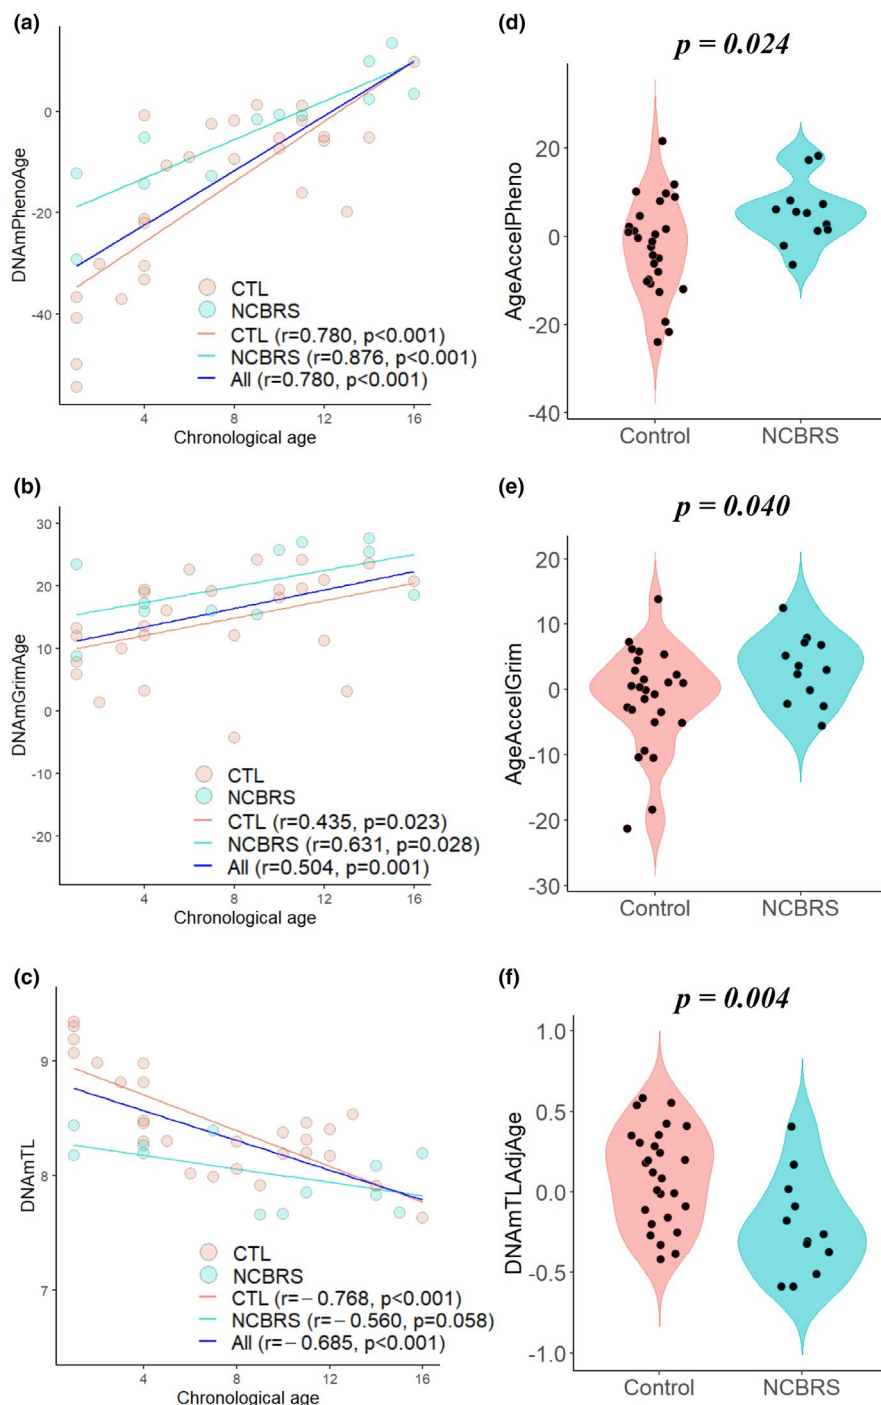 (a)
DNAmPhenoAge
0
-20
-40
CTL
NCBRS
CTL (r=0.780, p<0.001)
NCBRS (r=0.876, p<0.001)
All (r=0.780, p<0.001)
4 8 12 16
Chronological age
(d)
p = 0.024
AgeAccelPheno
20
0
-20
-40
Control NCBRS
(b)
DNAmGrimAge
30
20
10
0
-10
-20
CTL
NCBRS
CTL (r=0.435, p=0.023)
NCBRS (r=0.631, p=0.028)
All (r=0.504, p=0.001)
4 8 12 16
Chronological age
(e)
p = 0.040
AgeAccelGrim
20
10
0
-10
-20
-30
Control NCBRS
(c)
DNAmTL
9
8
7
CTL
NCBRS
CTL (r=−0.768, p<0.001)
NCBRS (r=−0.560, p=0.058)
All (r=−0.685, p<0.001)
4 8 12 16
Chronological age
(f)
p = 0.004
DNAmTLAdjAge
1.0
0.5
0.0
-0.5
-1.0
Control NCBRS